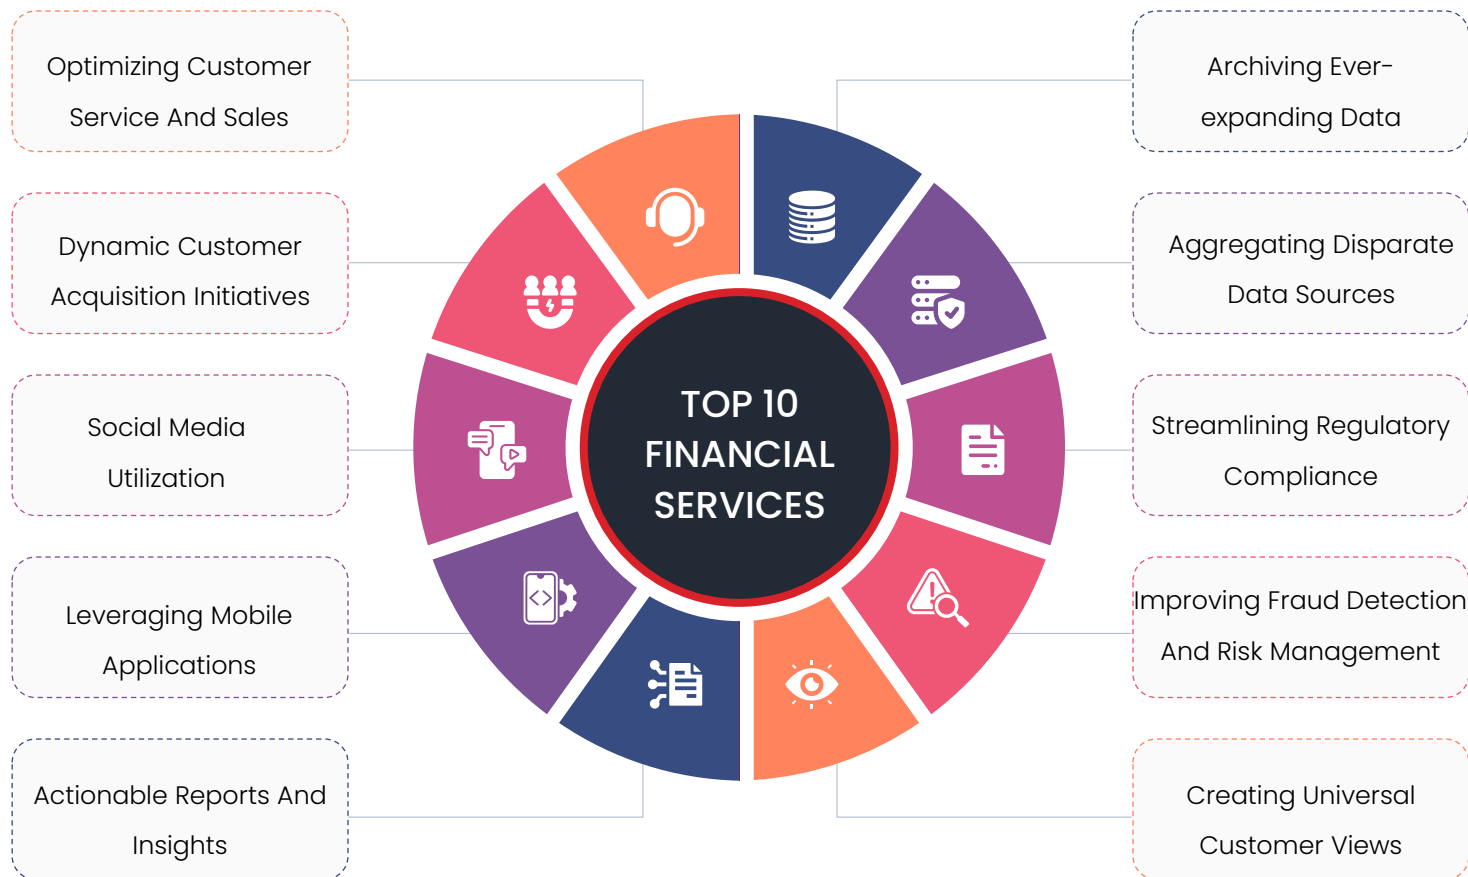 Optimizing Customer
Service And Sales
Dynamic Customer
Acquisition Initiatives
Social Media
Utilization
Leveraging Mobile
Applications
Actionable Reports And
Insights
TOP 10
FINANCIAL
SERVICES
Archiving Ever-
expanding Data
Aggregating Disparate
Data Sources
Streamlining Regulatory
Compliance
Improving Fraud Detection
And Risk Management
Creating Universal
Customer Views